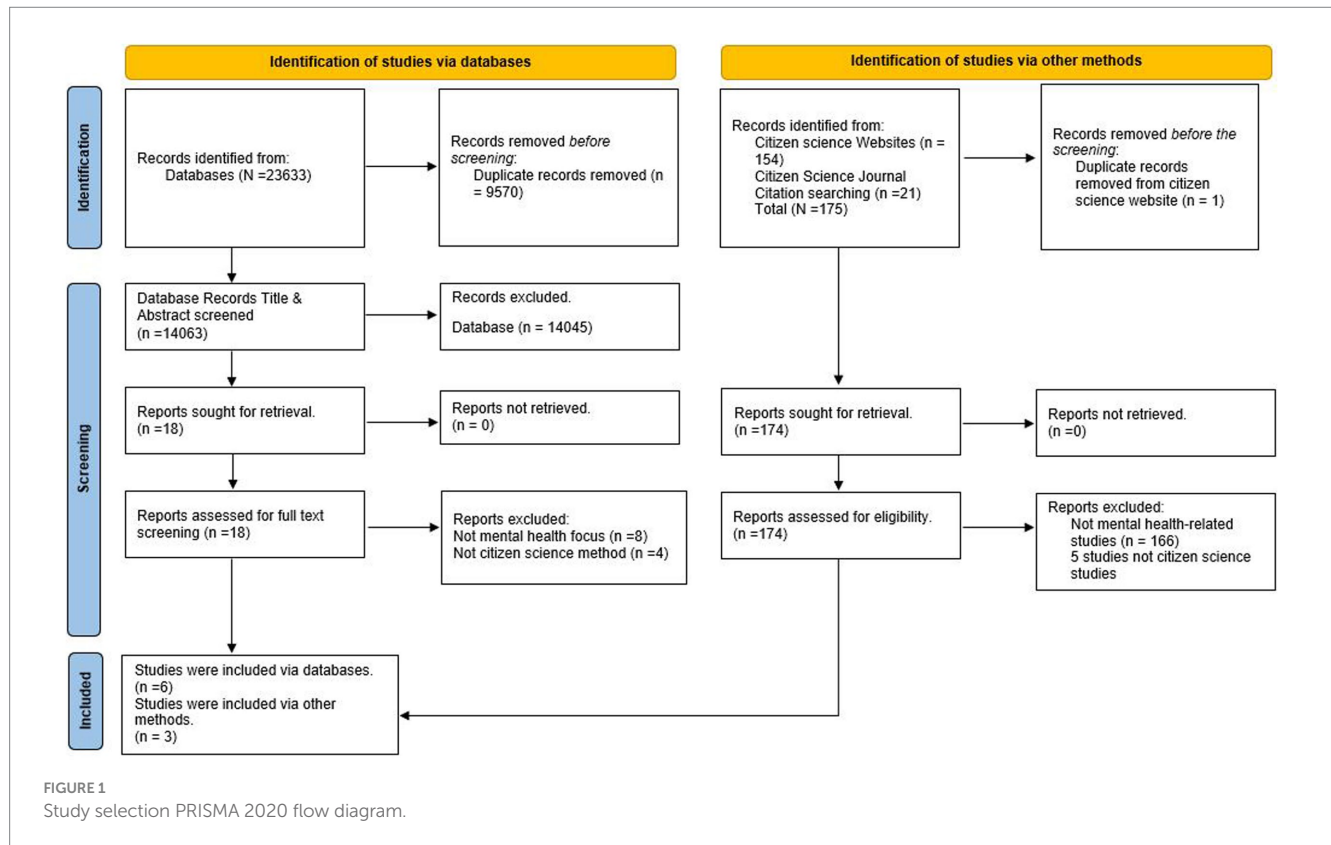 Identification of studies via databases
Identification of studies via other methods
Identification
Records identified from:
Databases (N =23633)
Records removed before
screening:
Duplicate records removed (n
= 9570)
Records identified from:
Citizen science Websites (n =
154)
Citizen Science Journal
Citation searching (n =21)
Total (N =175)
Records removed before the
screening:
Duplicate records
removed from citizen
science website (n = 1)
Screening
Database Records Title &
Abstract screened
(n =14063)
Records excluded.
Database (n = 14045)
Reports sought for retrieval.
(n =18)
Reports not retrieved.
(n = 0)
Reports sought for retrieval.
(n =174)
Reports not retrieved.
(n =0)
Reports assessed for full text
screening (n =18)
Reports excluded:
Not mental health focus (n =8)
Not citizen science method (n =4)
Reports assessed for eligibility.
(n =174)
Reports excluded:
Not mental health-related
studies (n = 166)
5 studies not citizen science
studies
Included
Studies were included via databases.
(n =6)
Studies were included via other
methods.
(n = 3)
FIGURE 1
Study selection PRISMA 2020 flow diagram.